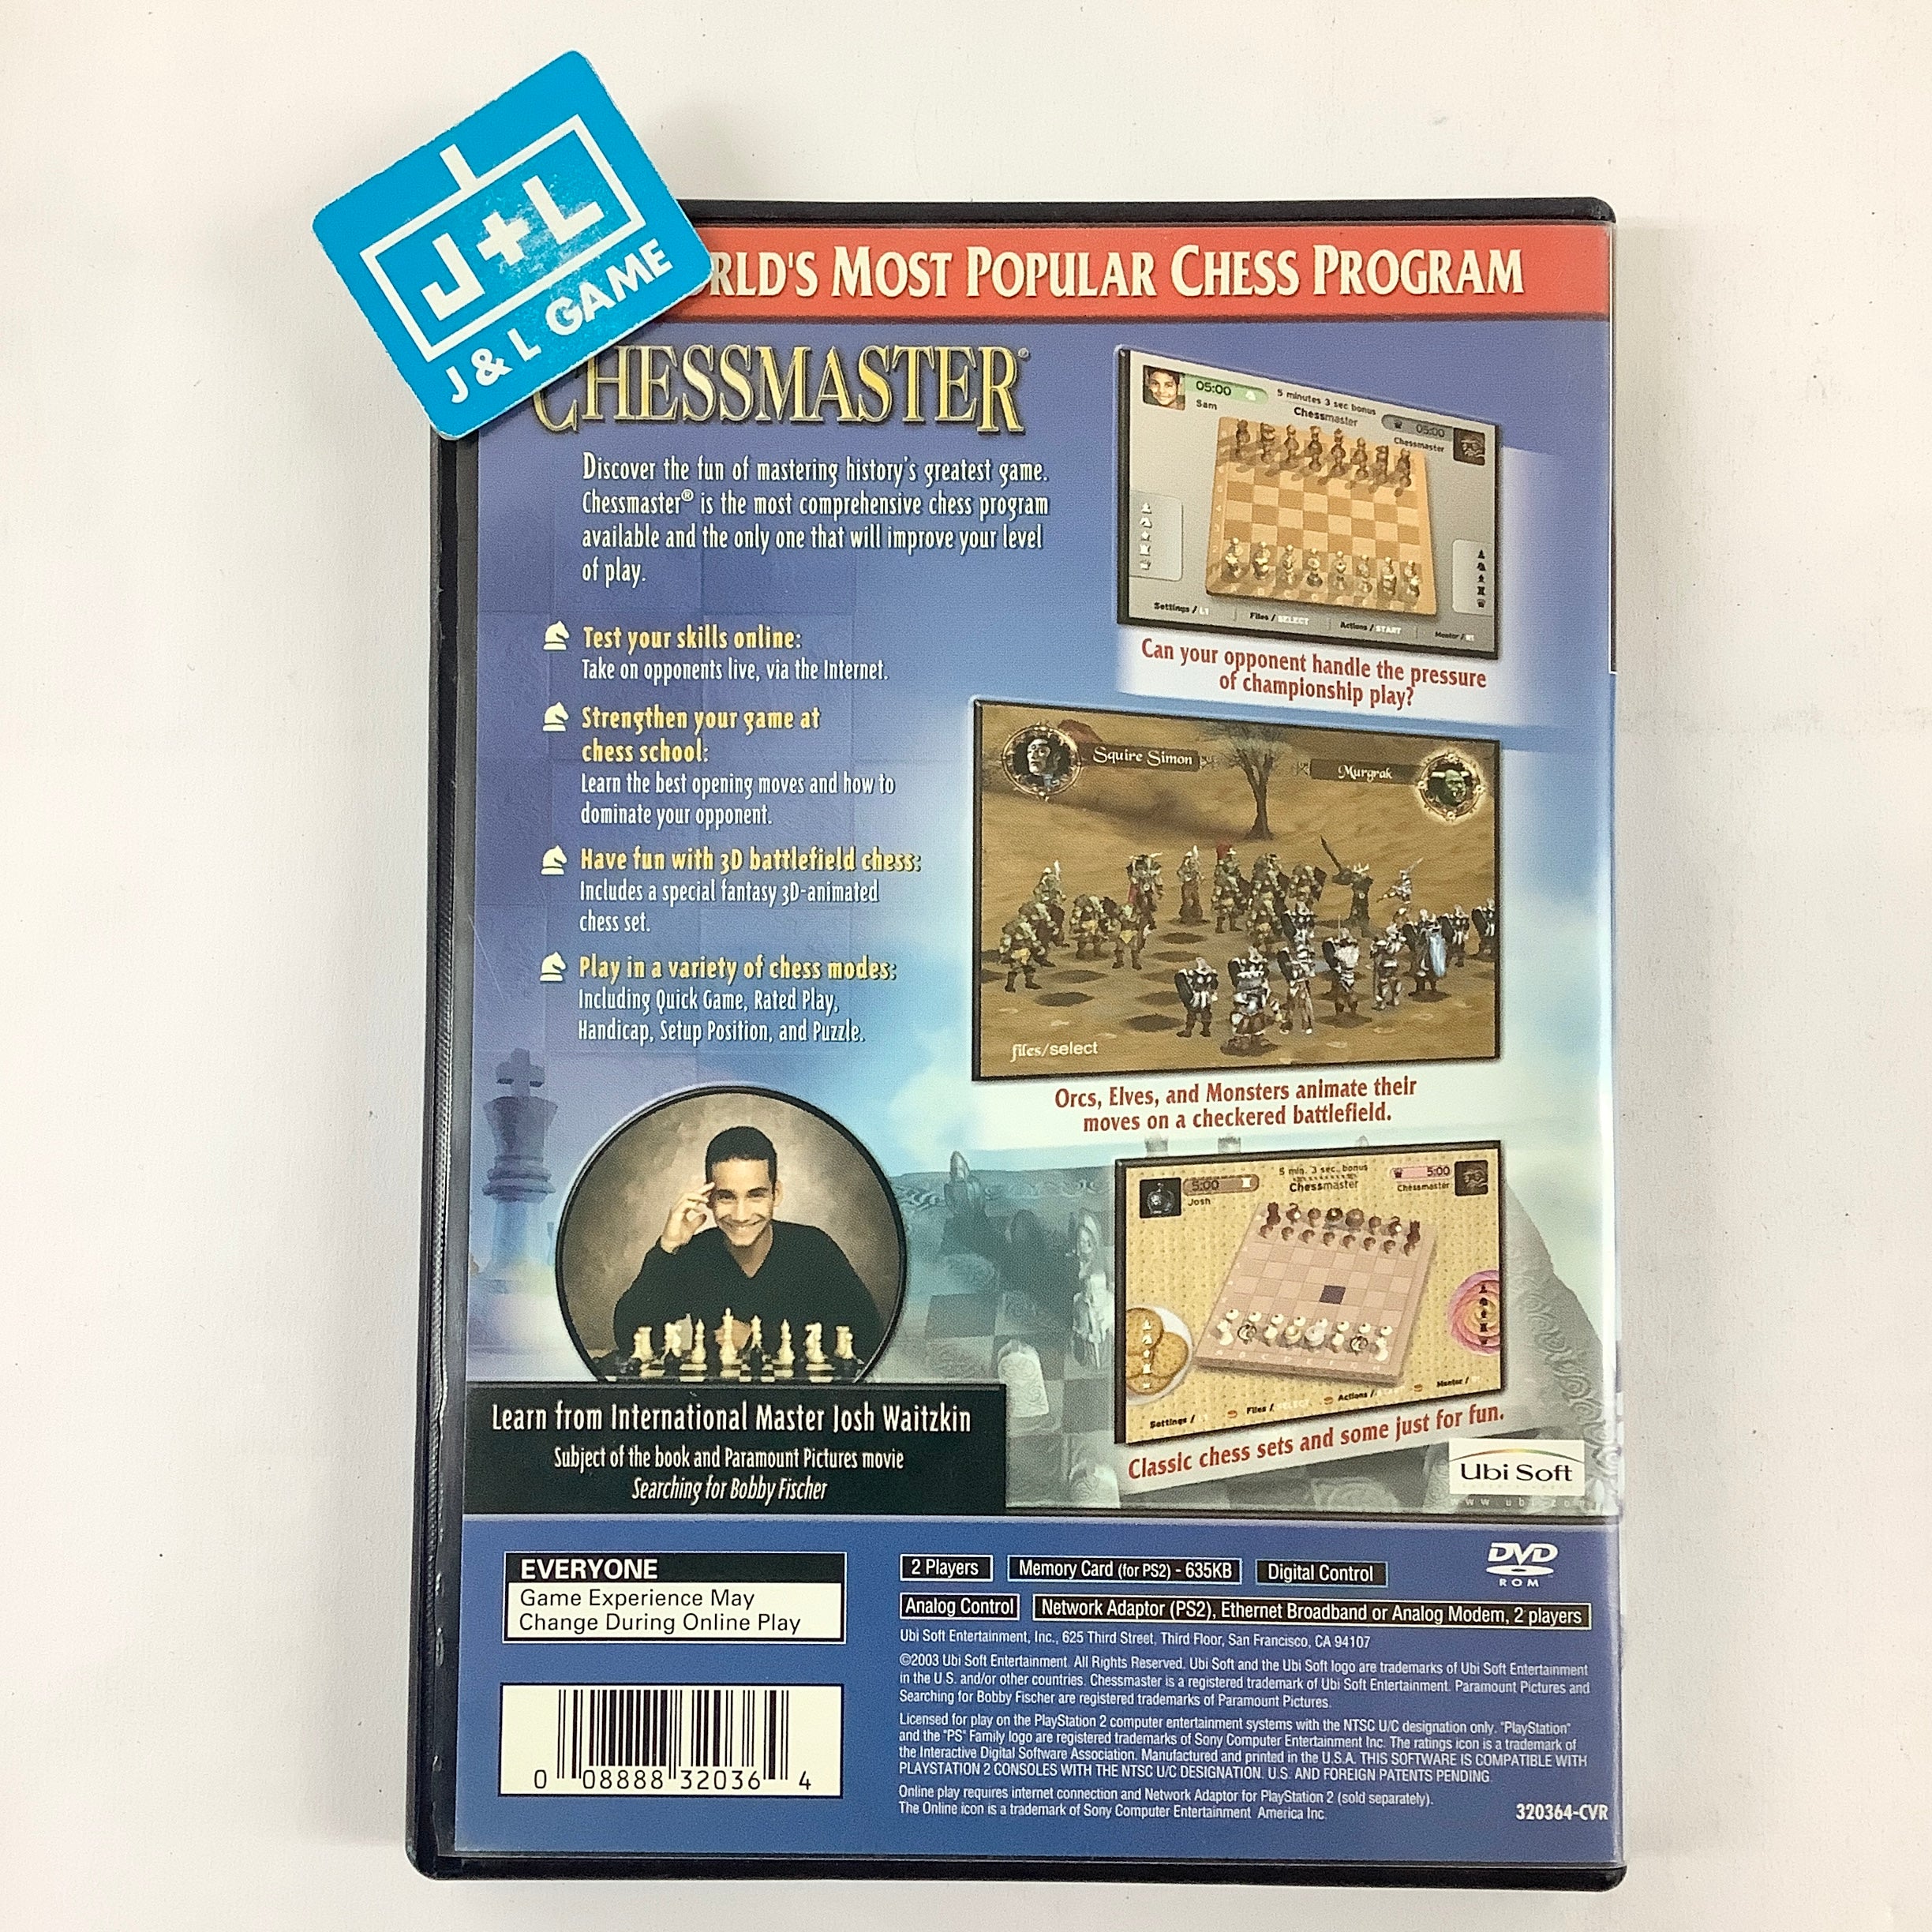 J+L
J & L GAME
RLD'S MOST POPULAR CHESS PROGRAM
CHESSMASTER®
Discover the fun of mastering history's greatest game.
Chessmaster® is the most comprehensive chess program
available and the only one that will improve your level
of play.
Test your skills online:
Take on opponents live, via the Internet.
Strengthen your game at
chess school:
Learn the best opening moves and how to
dominate your opponent.
Have fun with 3D battlefield chess:
Includes a special fantasy 3D-animated
chess set.
Play in a variety of chess modes:
Including Quick Game, Rated Play,
Handicap, Setup Position, and Puzzle.
05:00
Sam
5 minutes 3 sec bonus
Chessmaster
05:00
Chessmaster
Settings / L1
Files / SELECT
Actions / START
Mentor / R1
Can your opponent handle the pressure
of championship play?
Squire Simon
Murgrak
files/select
Orcs, Elves, and Monsters animate their
moves on a checkered battlefield.
5:00
Josh
5 min. 3 sec. bonus
Chessmaster
5:00
Chessmaster
Settings /
Files / SELECT
Actions /
Mentor /
Classic chess sets and some just for fun.
Learn from International Master Josh Waitzkin
Subject of the book and Paramount Pictures movie
Searching for Bobby Fischer
Ubi Soft
EVERYONE
Game Experience May
Change During Online Play
0 08888 32036 4
2 Players
Memory Card (for PS2) - 635KB
Digital Control
DVD
ROM
Analog Control
Network Adaptor (PS2), Ethernet Broadband or Analog Modem, 2 players
Ubi Soft Entertainment, Inc., 625 Third Street, Third Floor, San Francisco, CA 94107
©2003 Ubi Soft Entertainment. All Rights Reserved. Ubi Soft and the Ubi Soft logo are trademarks of Ubi Soft Entertainment
in the U.S. and/or other countries. Chessmaster is a registered trademark of Ubi Soft Entertainment. Paramount Pictures and
Searching for Bobby Fischer are registered trademarks of Paramount Pictures.
Licensed for play on the PlayStation 2 computer entertainment systems with the NTSC U/C designation only. "PlayStation"
and the "PS" Family logo are registered trademarks of Sony Computer Entertainment Inc. The ratings icon is a trademark of
the Interactive Digital Software Association. Manufactured and printed in the U.S.A. THIS SOFTWARE IS COMPATIBLE WITH
PLAYSTATION 2 CONSOLES WITH THE NTSC U/C DESIGNATION. U.S. AND FOREIGN PATENTS PENDING.
Online play requires internet connection and Network Adaptor for PlayStation 2 (sold separately).
The Online icon is a trademark of Sony Computer Entertainment America Inc.
320364-CVR